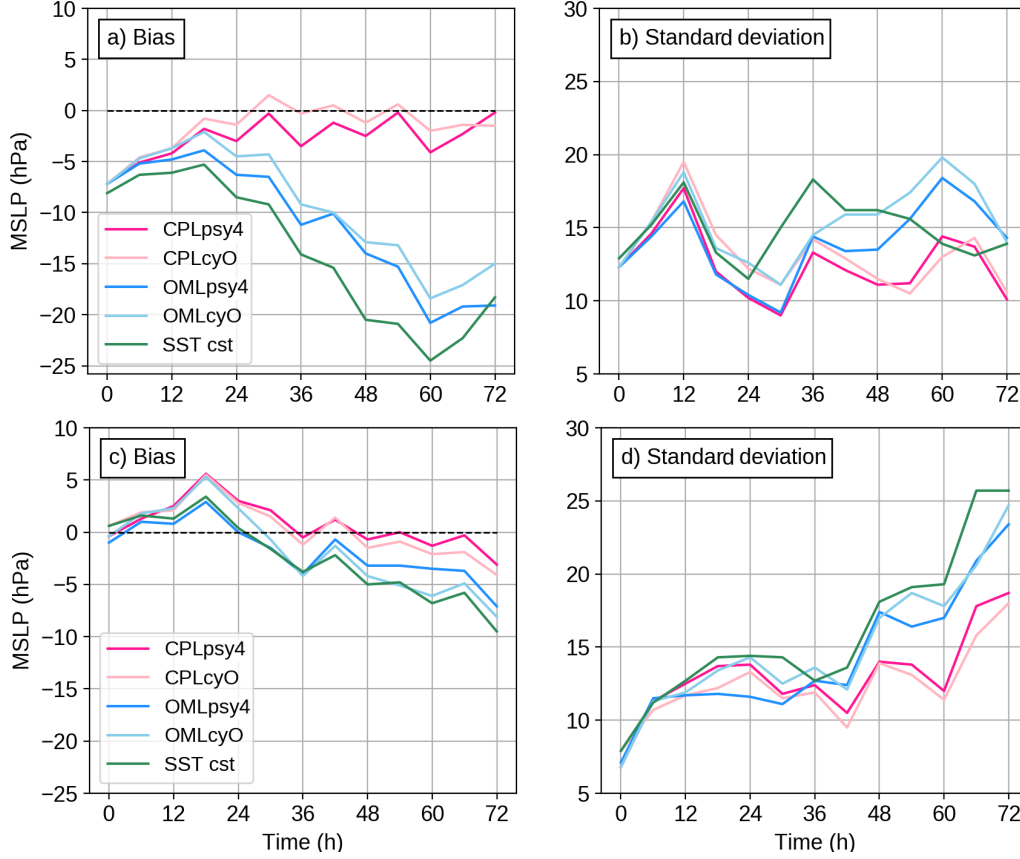 a) Bias
MSLP (hPa)
10
5
0
−5
−10
−15
−20
−25
CPLpsy4
CPLcyO
OMLpsy4
OMLcyO
SST cst
0 12 24 36 48 60 72
b) Standard deviation
30
25
20
15
10
5
0 12 24 36 48 60 72
c) Bias
MSLP (hPa)
10
5
0
−5
−10
−15
−20
−25
CPLpsy4
CPLcyO
OMLpsy4
OMLcyO
SST cst
0 12 24 36 48 60 72
Time (h)
d) Standard deviation
30
25
20
15
10
5
0 12 24 36 48 60 72
Time (h)